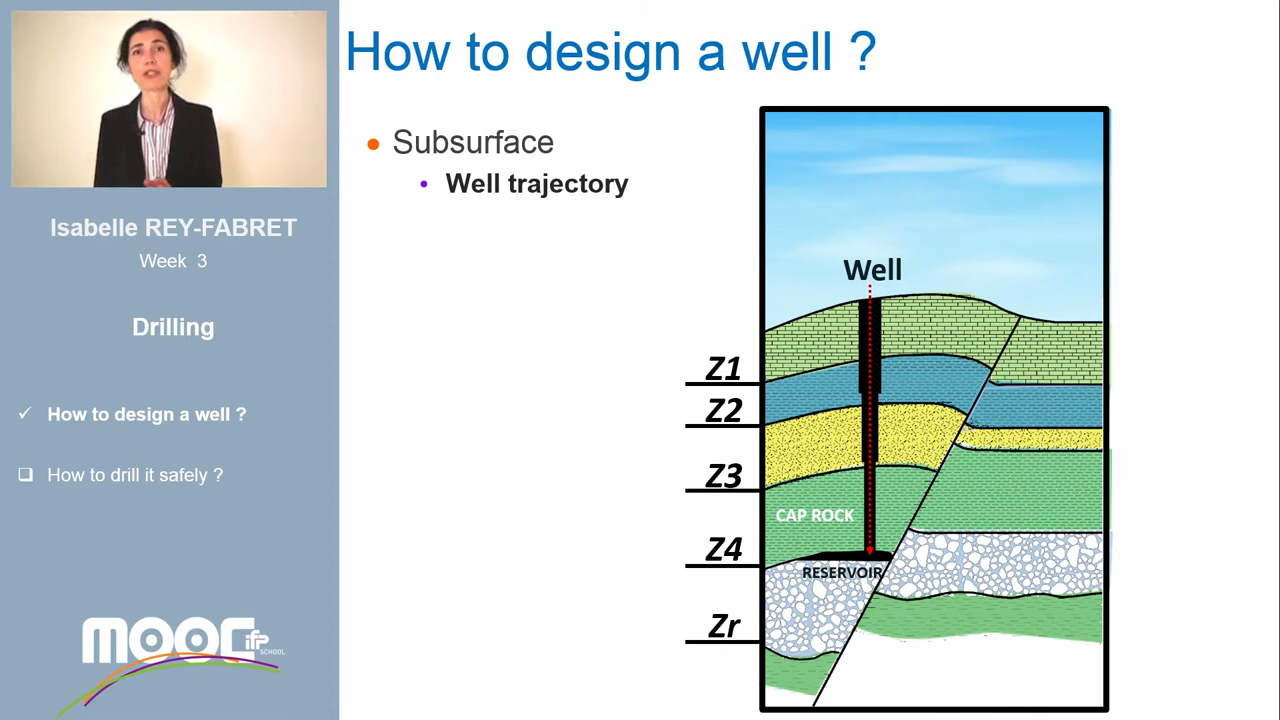 How to design a well ?
Subsurface
Well trajectory
Isabelle REY-FABRET
Week 3
Drilling
How to design a well ?
How to drill it safely ?
MOOC ifp
SCHOOL
Well
Z1
Z2
Z3
CAP ROCK
Z4
RESERVOIR
Zr